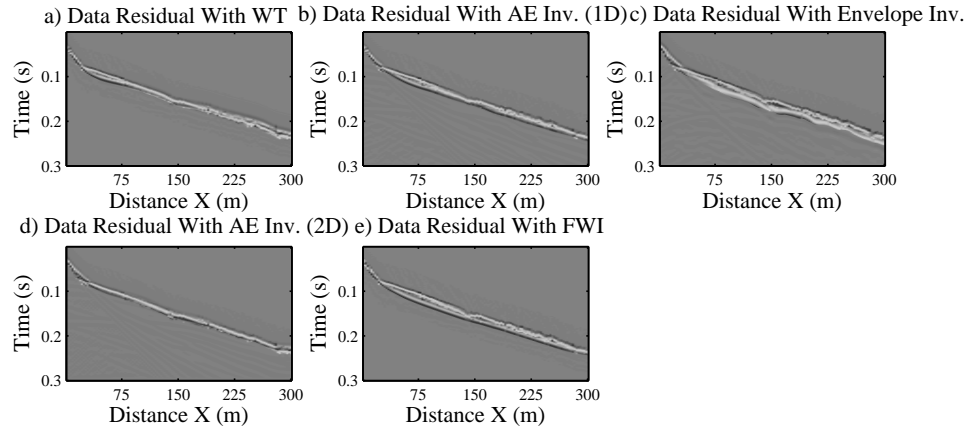 a) Data Residual With WT
b) Data Residual With AE Inv. (1D)
c) Data Residual With Envelope Inv.
Time (s)
0.1
0.2
0.3
75
150
225
300
Distance X (m)
Time (s)
0.1
0.2
0.3
75
150
225
300
Distance X (m)
Time (s)
0.1
0.2
0.3
75
150
225
300
Distance X (m)
d) Data Residual With AE Inv. (2D)
e) Data Residual With FWI
Time (s)
0.1
0.2
0.3
75
150
225
300
Distance X (m)
Time (s)
0.1
0.2
0.3
75
150
225
300
Distance X (m)